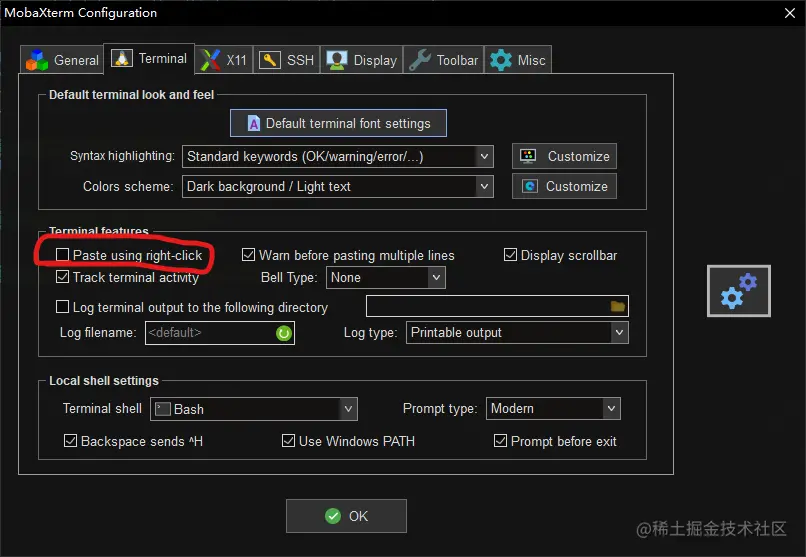 MobaXterm Configuration
General Terminal X11 SSH Display Toolbar Misc
Default terminal look and feel
Default terminal font settings
Syntax highlighting: Standard keywords (OK/warning/error/...) Customize
Colors scheme: Dark background / Light text Customize
Terminal features
Paste using right-click Warn before pasting multiple lines Display scrollbar
Track terminal activity Bell Type: None
Log terminal output to the following directory
Log filename: <default> Log type: Printable output
Local shell settings
Terminal shell Bash Prompt type: Modern
Backspace sends ^H Use Windows PATH Prompt before exit
OK
@稀土掘金技术社区